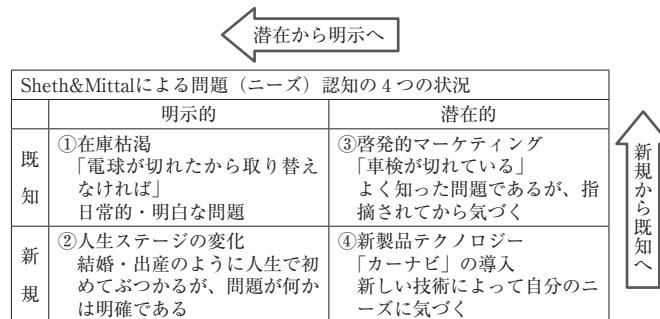 潜在から明示へ
Sheth&Mittalによる問題（ニーズ）認知の4つの状況
明示的
潜在的
既知
①在庫枯渇
「電球が切れたから取り替え
なければ」
日常的・明白な問題
③啓発的マーケティング
「車検が切れている」
よく知った問題であるが、指
摘されてから気づく
新規
②人生ステージの変化
結婚・出産のように人生で初
めてぶつかるが、問題が何か
は明確である
④新製品テクノロジー
「カーナビ」の導入
新しい技術によって自分のニ
ーズに気づく
新規から既知へ